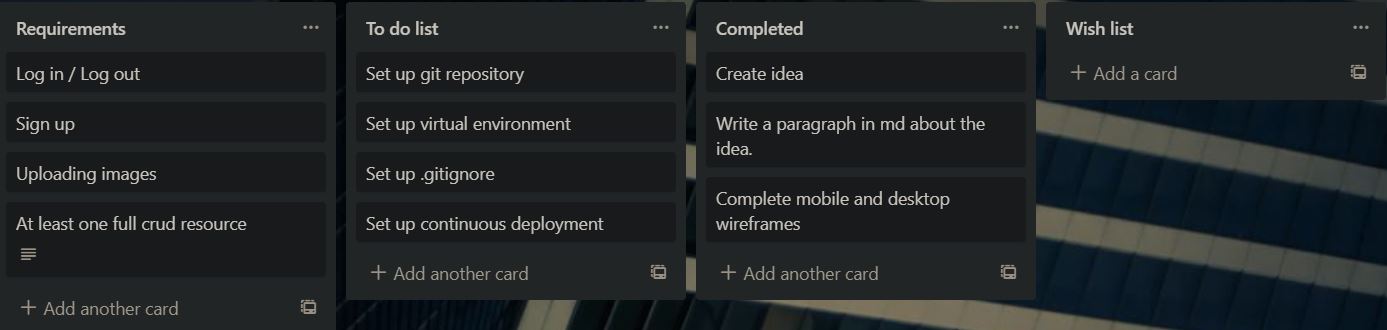 Requirements
Log in / Log out
Sign up
Uploading images
At least one full crud resource
+ Add another card
To do list
Set up git repository
Set up virtual environment
Set up .gitignore
Set up continuous deployment
+ Add another card
Completed
Create idea
Write a paragraph in md about the
idea.
Complete mobile and desktop
wireframes
+ Add another card
Wish list
+ Add a card